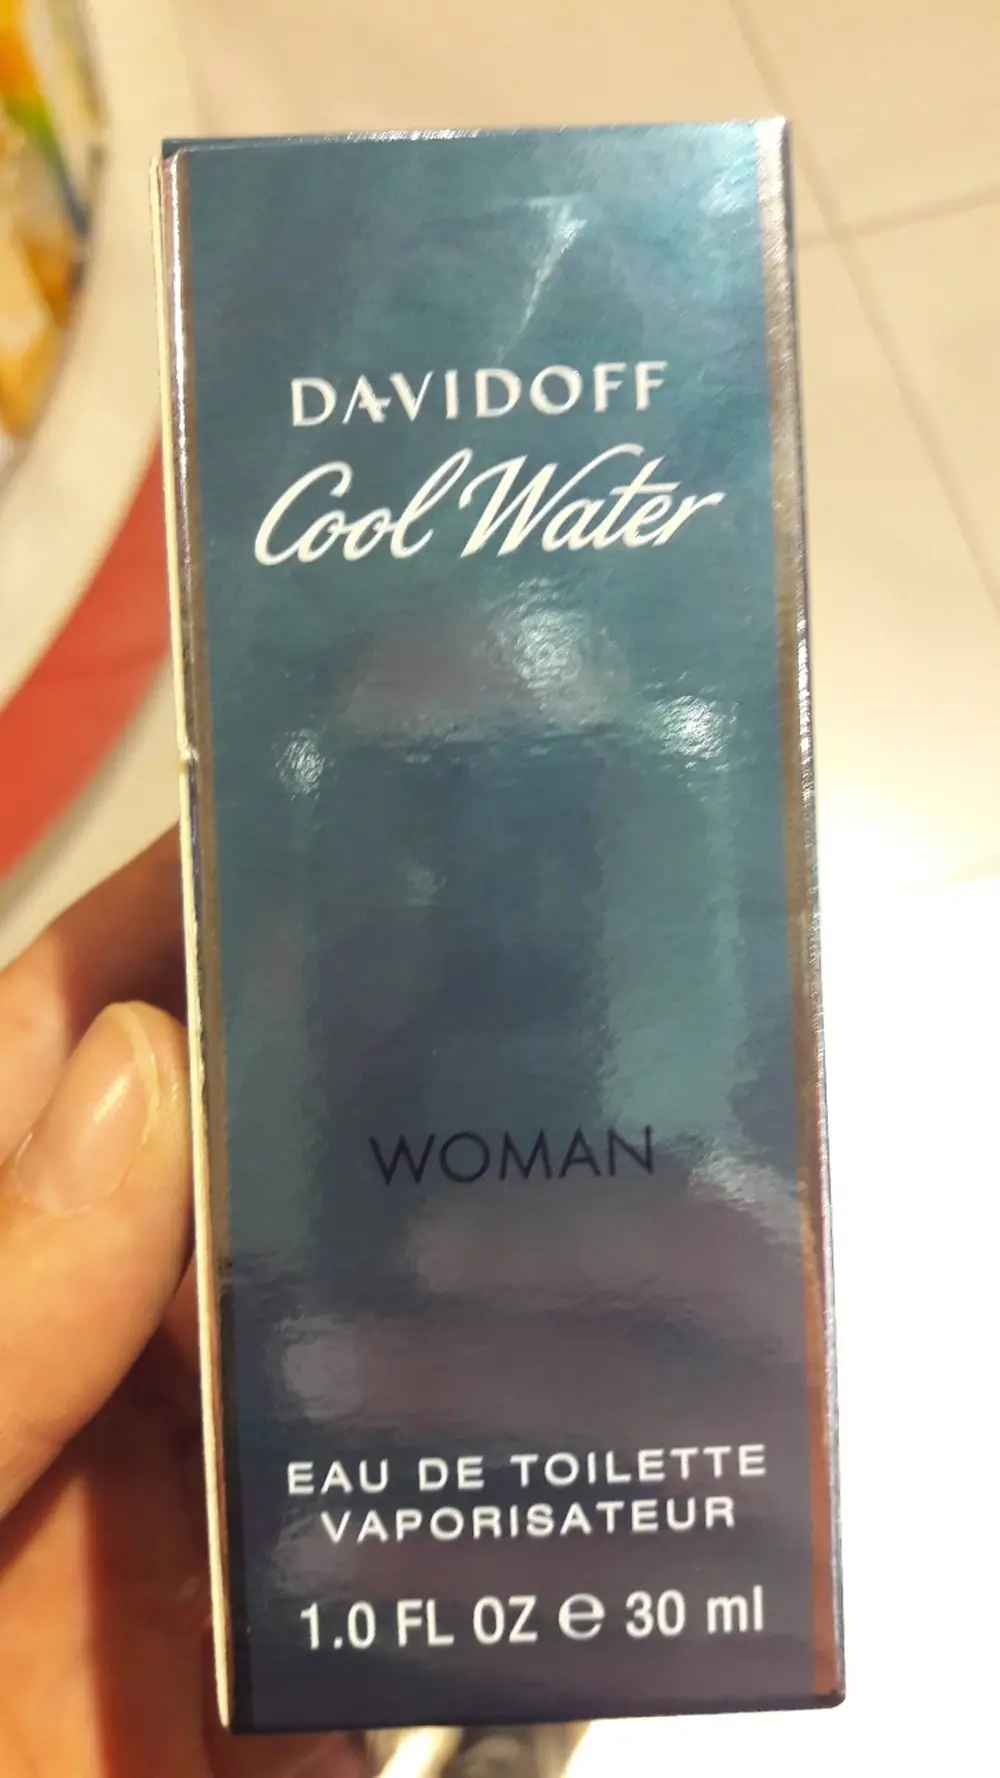 DAVIDOFF
Cool Water
WOMAN
EAU DE TOILETTE
VAPORISATEUR
1.0 FL OZ e 30 ml